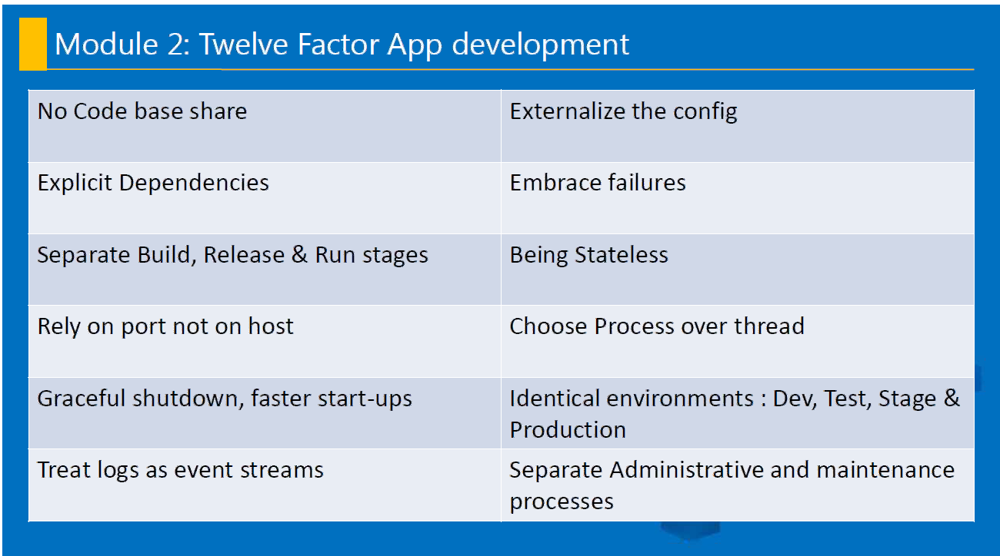 Module 2: Twelve Factor App development
No Code base share
Externalize the config
Explicit Dependencies
Embrace failures
Separate Build, Release & Run stages
Being Stateless
Rely on port not on host
Choose Process over thread
Graceful shutdown, faster start-ups
Identical environments : Dev, Test, Stage &
Production
Treat logs as event streams
Separate Administrative and maintenance
processes